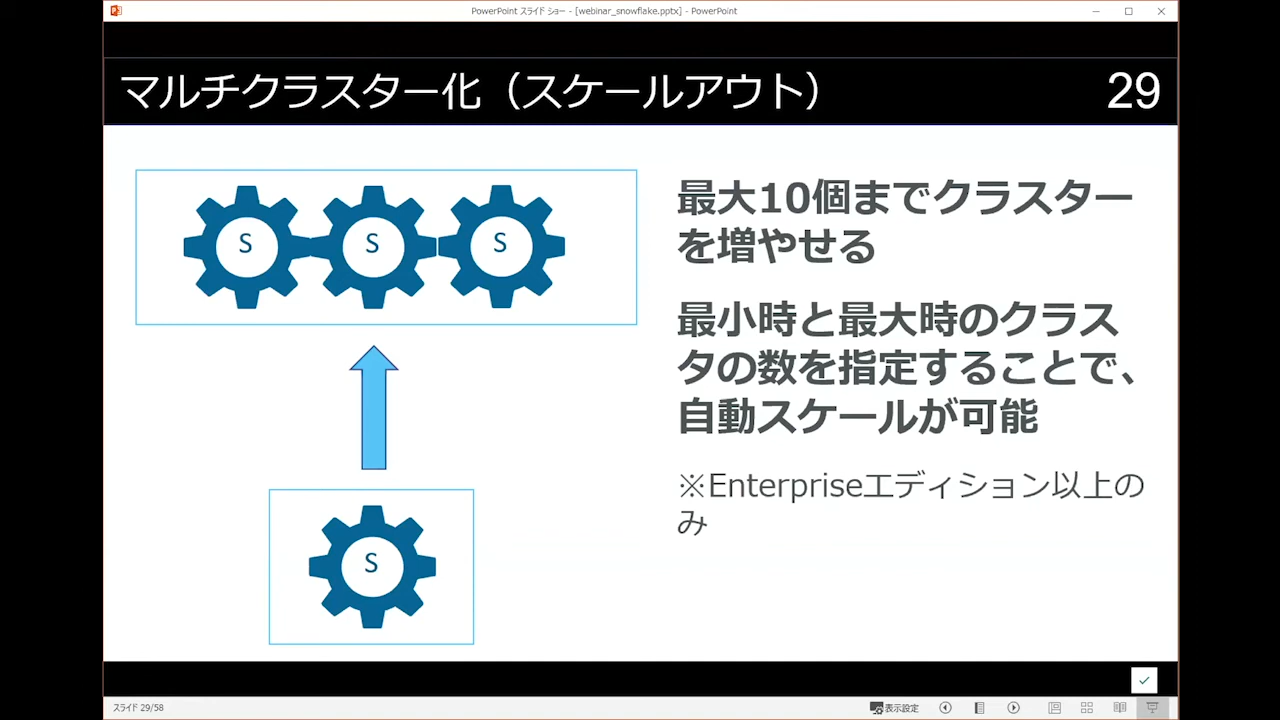 PowerPoint スライド ショー - [webinar_snowflake.pptx] - PowerPoint
マルチクラスター化（スケールアウト）
29
S S S
最大10個までクラスター
を増やせる
最小時と最大時のクラス
タの数を指定することで、
自動スケールが可能
※Enterpriseエディション以上の
み
S
スライド 29/58
表示設定